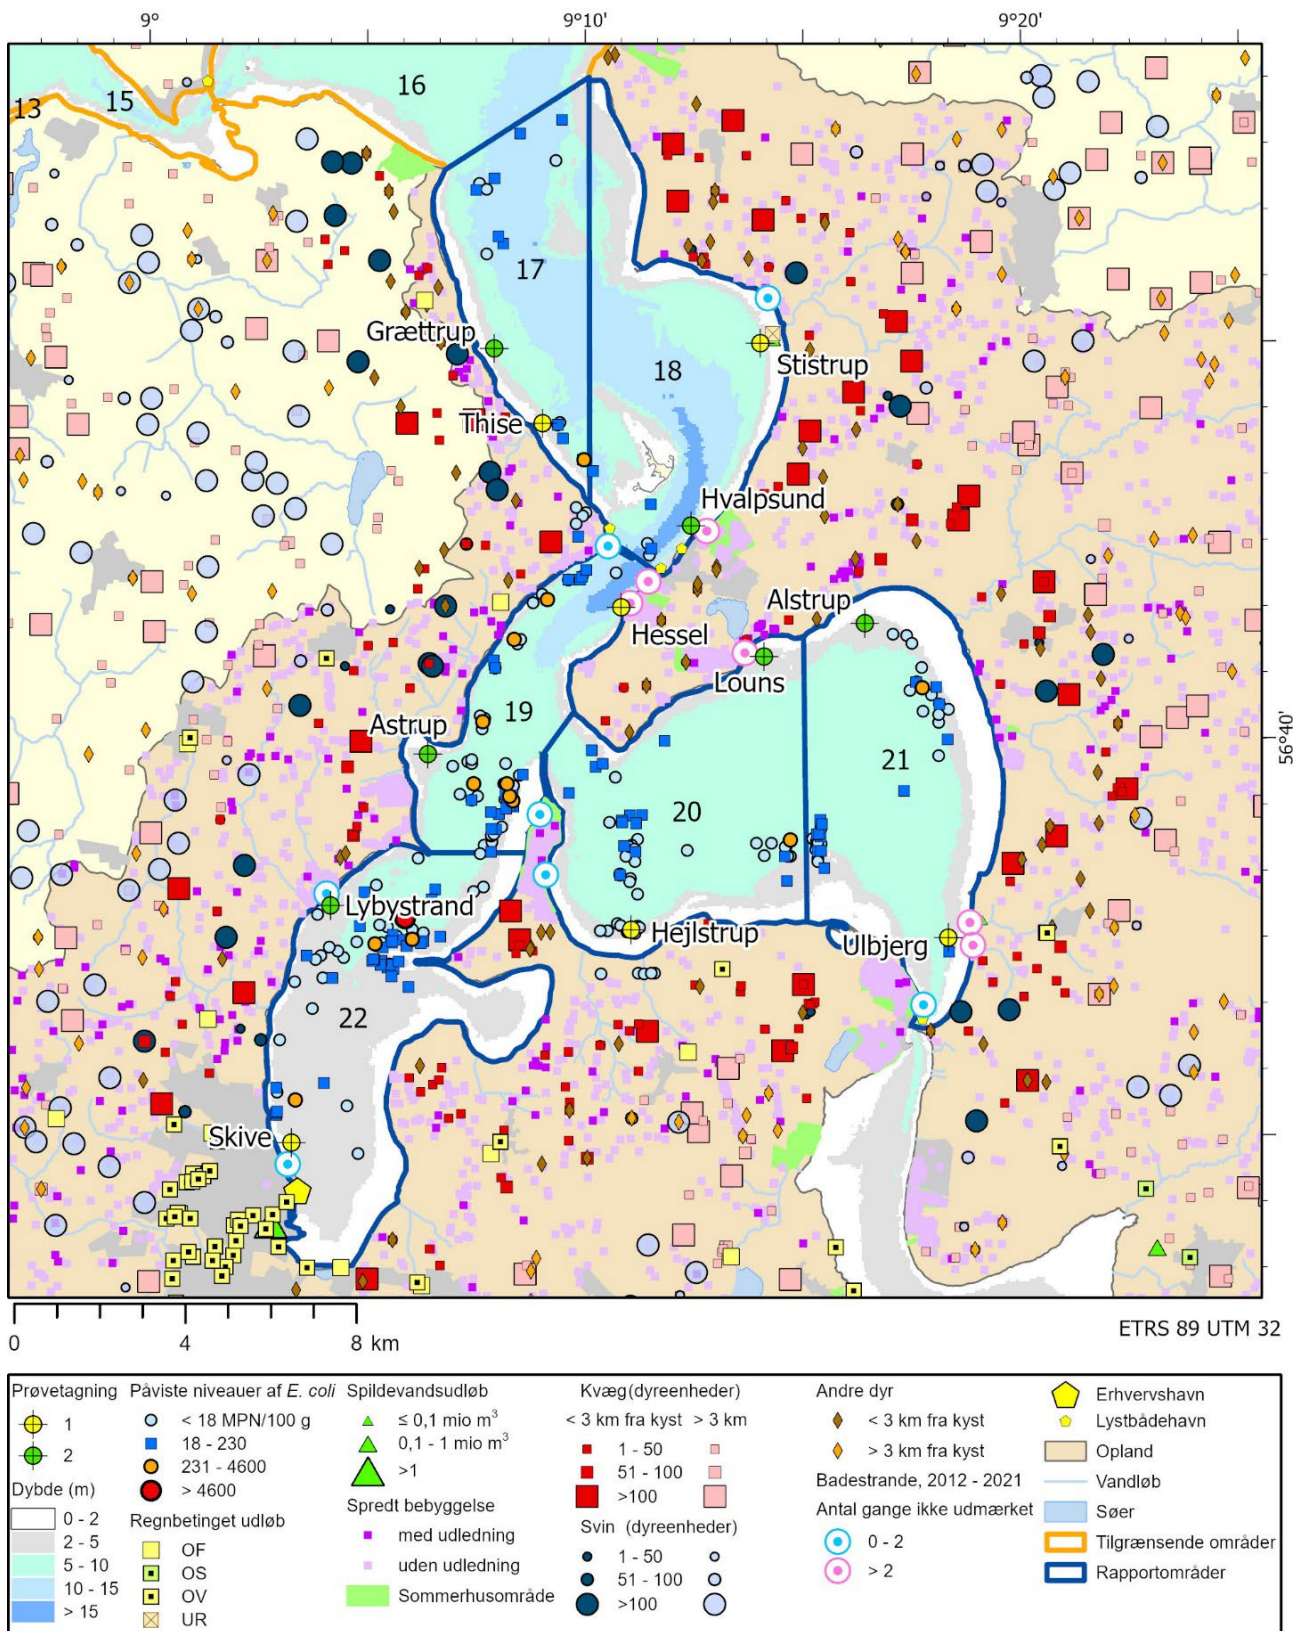 9° 9°10' 9°20'
16
13 15
17
Grættrup
18
Stistrup
Thise
Hvalpsund
Alstrup
Hessel
Louns
19
Astrup
56°40'
21
20
Lybystrand
Hejlstrup Ulbjerg
22
Skive
0 4 8 km
ETRS 89 UTM 32
Prøvetagning
1
2
Dybde (m)
0 - 2
2 - 5
5 - 10
10 - 15
> 15
Påviste niveauer af E. coli
< 18 MPN/100 g
18 - 230
231 - 4600
> 4600
Regnbetinget udløb
OF
OS
OV
UR
Spildevandsudløb
≤ 0,1 mio m³
0,1 - 1 mio m³
>1
Spredt bebyggelse
med udledning
uden udledning
Sommerhusområde
Kvæg(dyreenheder)
< 3 km fra kyst > 3 km
1 - 50
51 - 100
>100
Svin (dyreenheder)
1 - 50
51 - 100
>100
Andre dyr
< 3 km fra kyst
> 3 km fra kyst
Badestrande, 2012 - 2021
Antal gange ikke udmærket
0 - 2
> 2
Erhvervshavn
Lystbådehavn
Opland
Vandløb
Søer
Tilgrænsende områder
Rapportområder